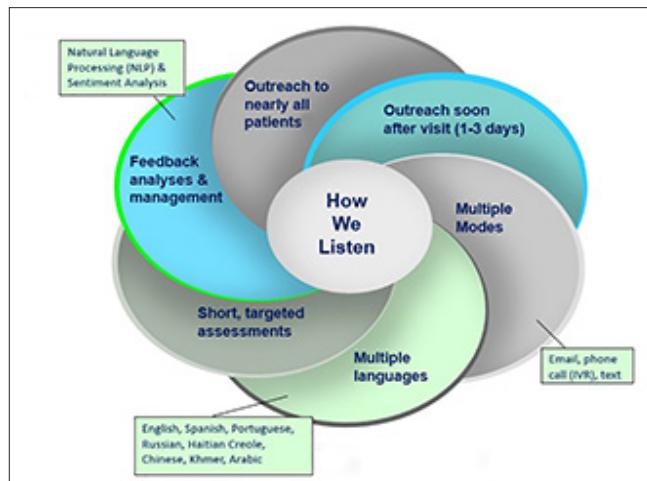 Natural Language
Processing (NLP) &
Sentiment Analysis
Outreach to
nearly all
patients
Outreach soon
after visit (1-3 days)
Feedback
analyses &
management
How
We
Listen
Multiple
Modes
Short, targeted
assessments
Multiple
languages
Email, phone
call (IVR), text
English, Spanish, Portuguese,
Russian, Haitian Creole,
Chinese, Khmer, Arabic